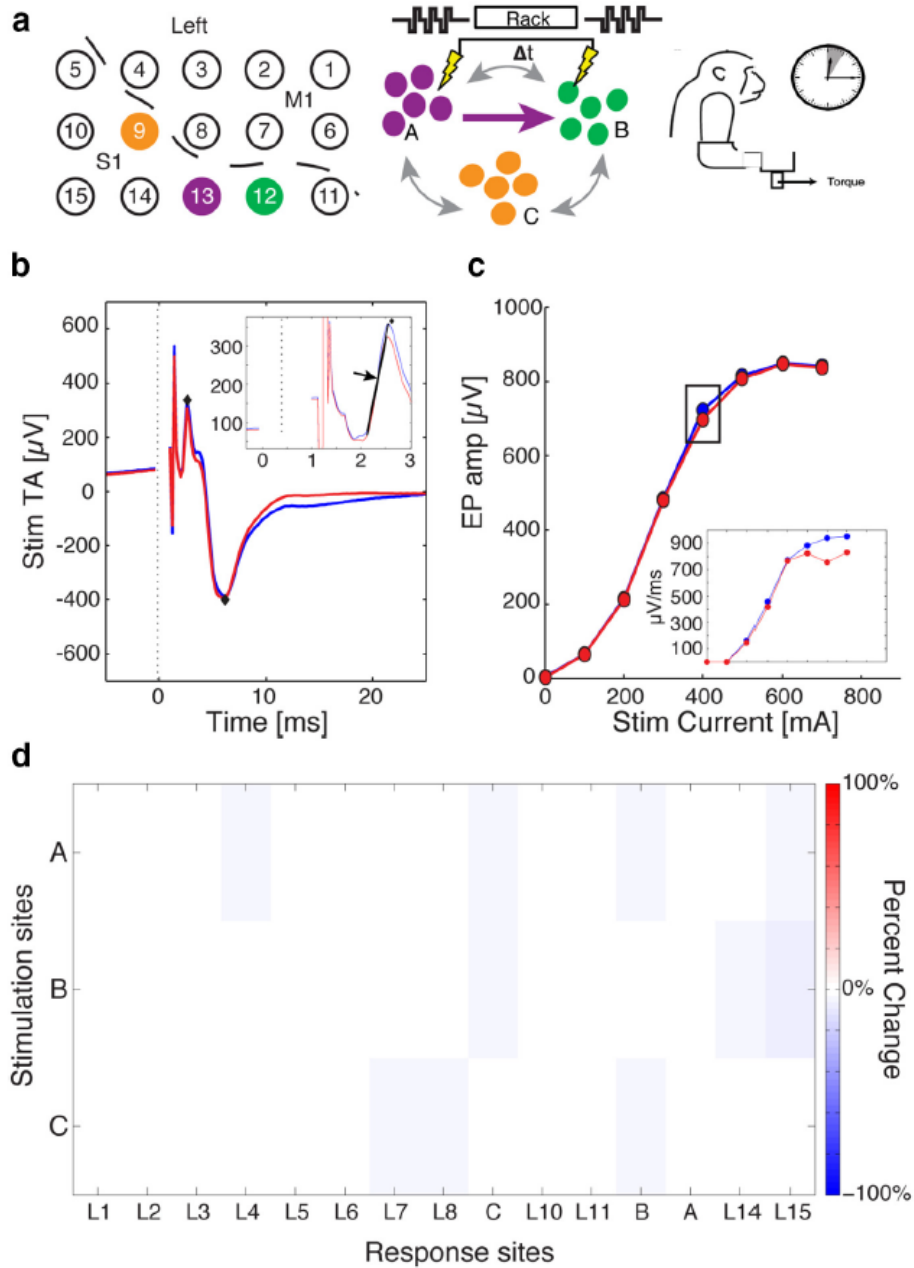 a
Left
Rack
Δt
5 4 3 2 1
M1
10 9 8 7 6
S1
15 14 13 12 11
A
B
C
Torque
b
600
400
200
0
-200
-400
-600
Stim TA [µV]
0 10 20
Time [ms]
300
200
100
0 1 2 3
c
1000
800
600
400
200
0
EP amp [µV]
0 200 400 600 800
Stim Current [mA]
900
700
500
300
100
µV/ms
d
Stimulation sites
A
B
C
L1 L2 L3 L4 L5 L6 L7 L8 C L10 L11 B A L14 L15
Response sites
100%
0%
−100%
Percent Change